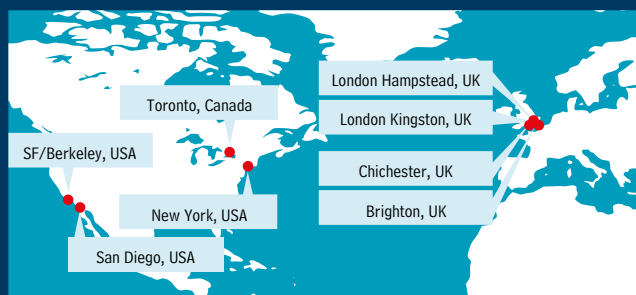 London Hampstead, UK
Toronto, Canada
London Kingston, UK
SF/Berkeley, USA
Chichester, UK
New York, USA
Brighton, UK
San Diego, USA